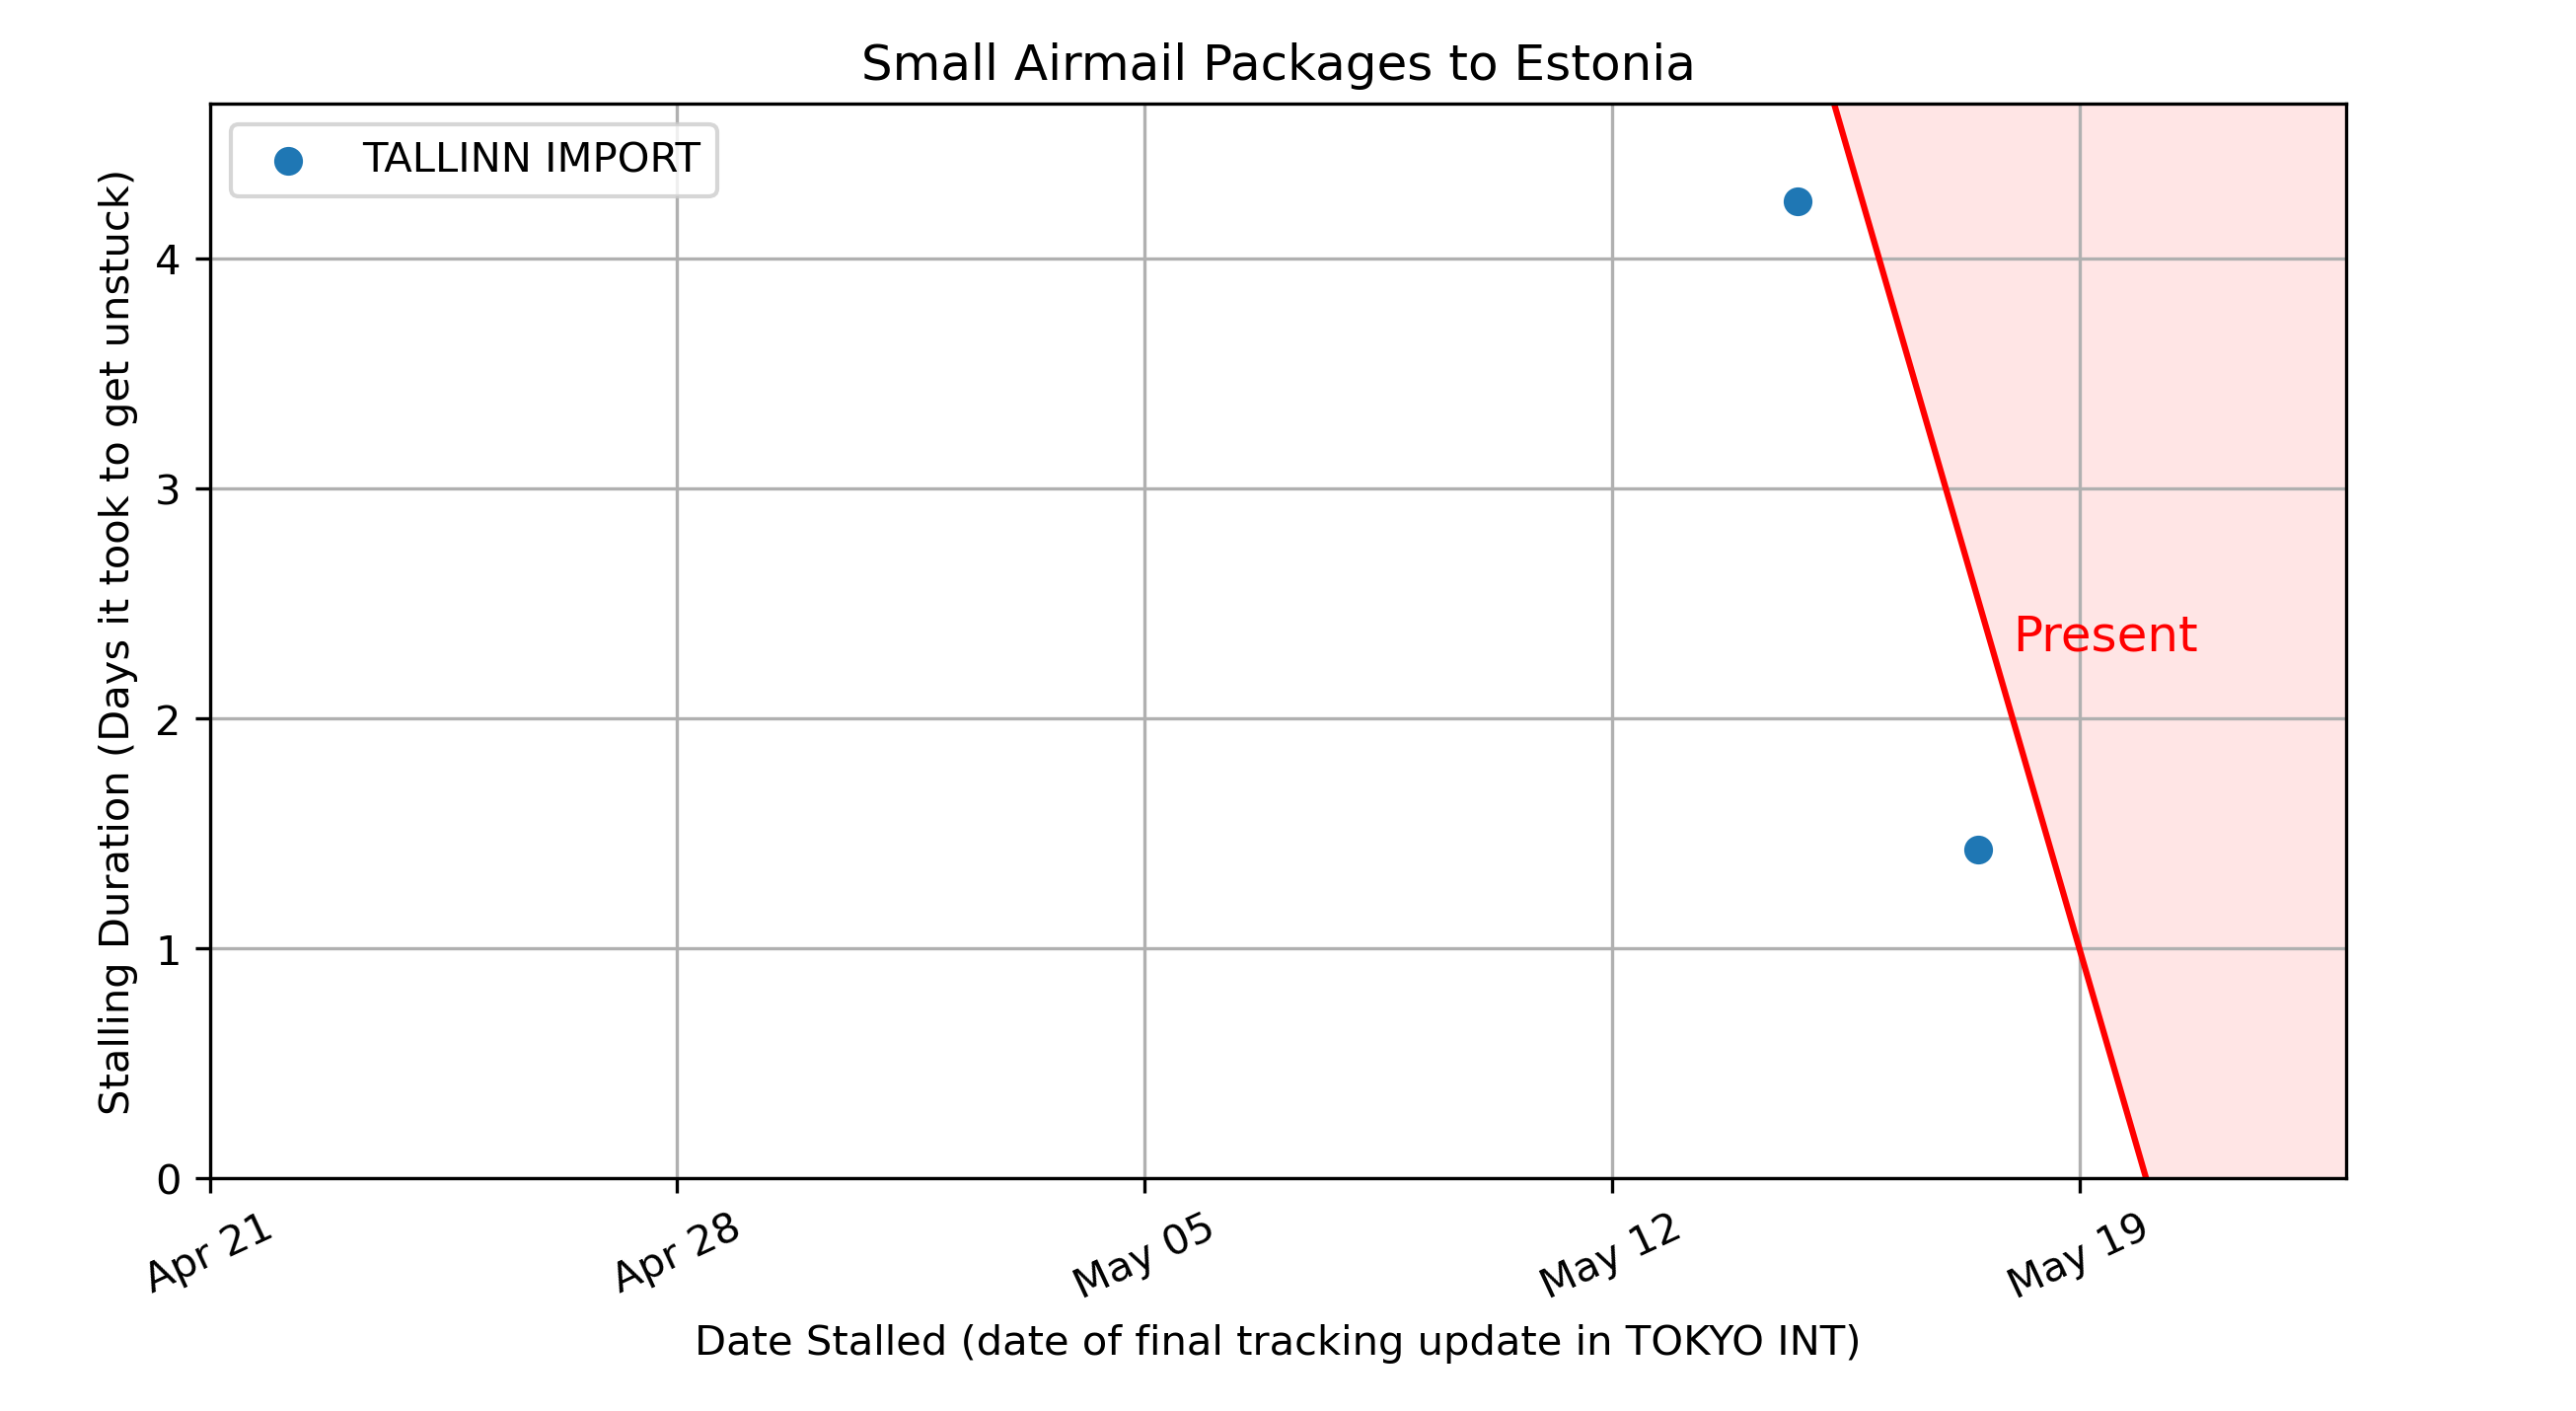 Small Airmail Packages to Estonia
TALLINN IMPORT
Stalling Duration (Days it took to get unstuck)
4
3
2
1
0
Present
Apr 21
Apr 28
May 05
May 12
May 19
Date Stalled (date of final tracking update in TOKYO INT)